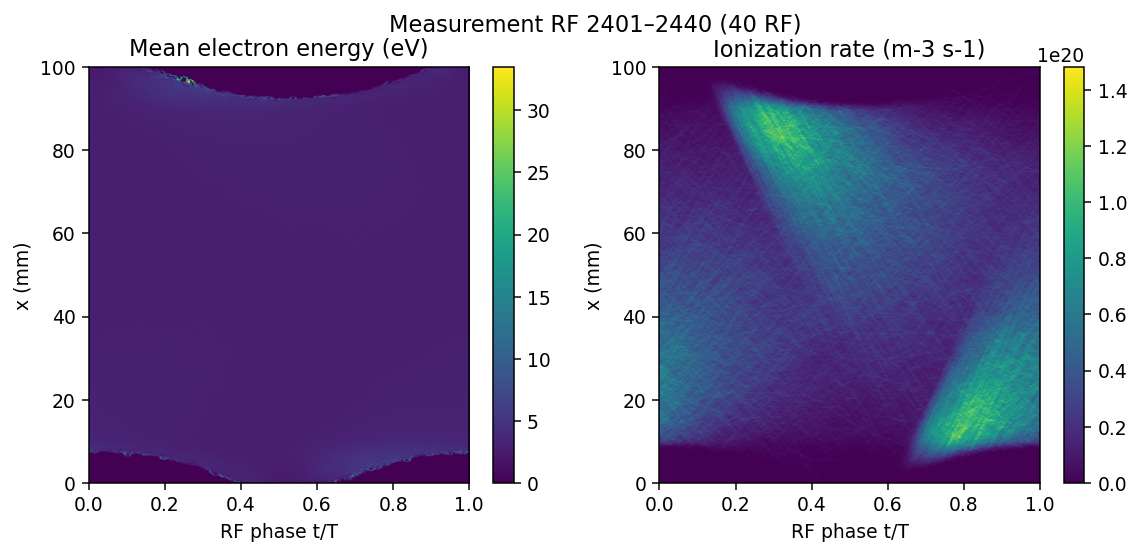 Measurement RF 2401–2440 (40 RF)
Mean electron energy (eV)
Ionization rate (m-3 s-1)
1e20
100
80
60
40
20
0
x (mm)
0.0 0.2 0.4 0.6 0.8 1.0
RF phase t/T
30
25
20
15
10
5
0
100
80
60
40
20
0
x (mm)
0.0 0.2 0.4 0.6 0.8 1.0
RF phase t/T
1.4
1.2
1.0
0.8
0.6
0.4
0.2
0.0